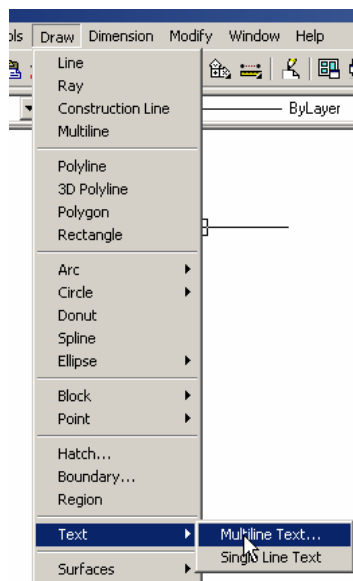 ols Draw Dimension Modify Window Help
Line
Ray
Construction Line
ByLayer
Multiline
Polyline
3D Polyline
Polygon
Rectangle
Arc
Circle
Donut
Spline
Ellipse
Block
Point
Hatch...
Boundary...
Region
Text
Multiline Text...
Single Line Text
Surfaces